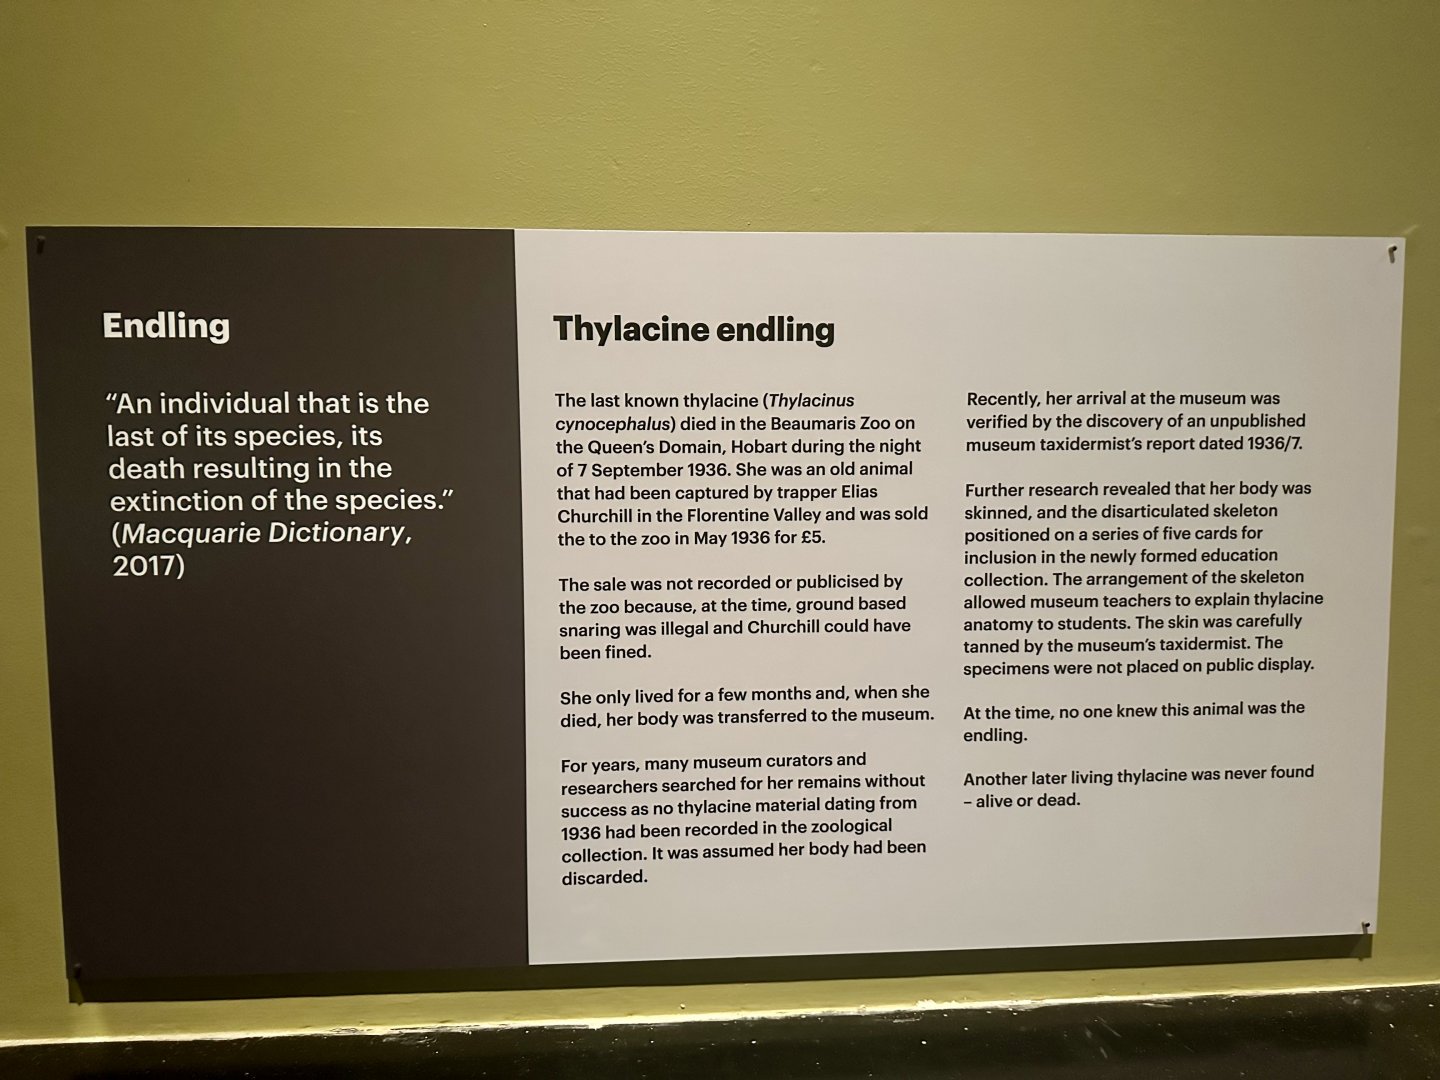 Endling
“An individual that is the
last of its species, its
death resulting in the
extinction of the species.”
(Macquarie Dictionary,
2017)
Thylacine endling
The last known thylacine (Thylacinus
cynocephalus) died in the Beaumaris Zoo on
the Queen’s Domain, Hobart during the night
of 7 September 1936. She was an old animal
that had been captured by trapper Elias
Churchill in the Florentine Valley and was sold
the to the zoo in May 1936 for £5.
The sale was not recorded or publicised by
the zoo because, at the time, ground based
snaring was illegal and Churchill could have
been fined.
She only lived for a few months and, when she
died, her body was transferred to the museum.
For years, many museum curators and
researchers searched for her remains without
success as no thylacine material dating from
1936 had been recorded in the zoological
collection. It was assumed her body had been
discarded.
Recently, her arrival at the museum was
verified by the discovery of an unpublished
museum taxidermist’s report dated 1936/7.
Further research revealed that her body was
skinned, and the disarticulated skeleton
positioned on a series of five cards for
inclusion in the newly formed education
collection. The arrangement of the skeleton
allowed museum teachers to explain thylacine
anatomy to students. The skin was carefully
tanned by the museum’s taxidermist. The
specimens were not placed on public display.
At the time, no one knew this animal was the
endling.
Another later living thylacine was never found
– alive or dead.